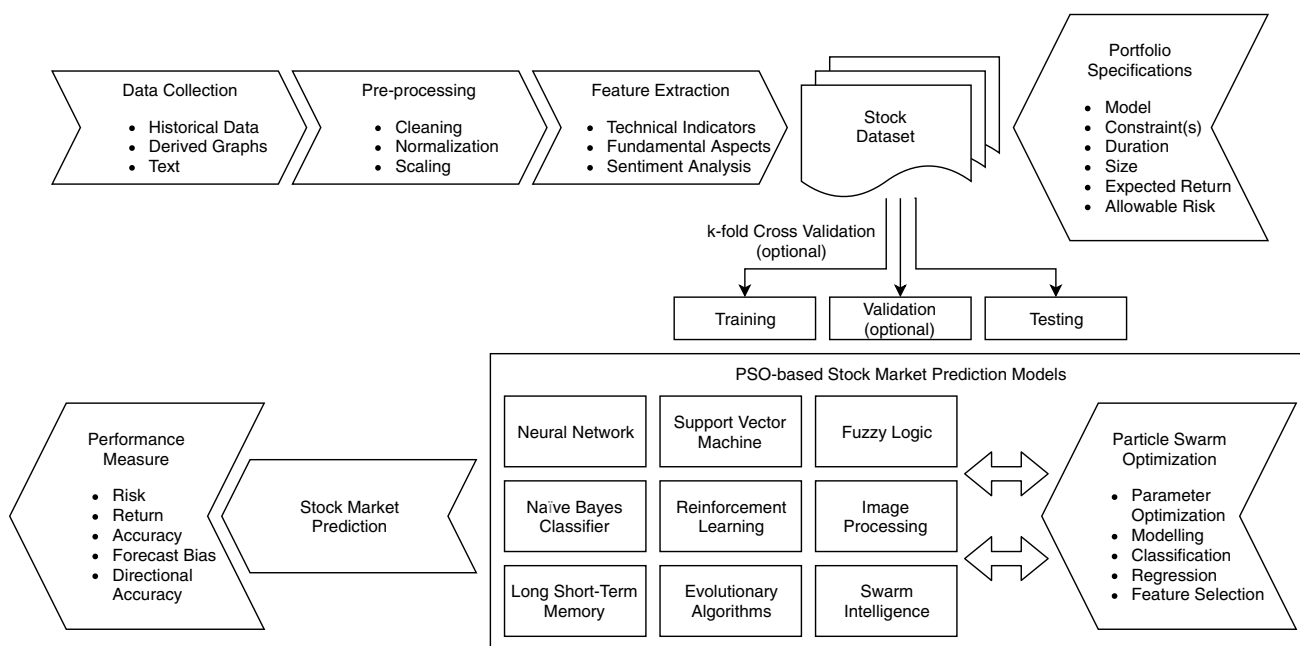 Data Collection
• Historical Data
• Derived Graphs
• Text
Pre-processing
• Cleaning
• Normalization
• Scaling
Feature Extraction
• Technical Indicators
• Fundamental Aspects
• Sentiment Analysis
Stock
Dataset
Portfolio
Specifications
• Model
• Constraint(s)
• Duration
• Size
• Expected Return
• Allowable Risk
k-fold Cross Validation
(optional)
Training
Validation
(optional)
Testing
PSO-based Stock Market Prediction Models
Neural Network
Support Vector
Machine
Fuzzy Logic
Naïve Bayes
Classifier
Reinforcement
Learning
Image
Processing
Long Short-Term
Memory
Evolutionary
Algorithms
Swarm
Intelligence
Particle Swarm
Optimization
• Parameter
Optimization
• Modelling
• Classification
• Regression
• Feature Selection
Stock Market
Prediction
Performance
Measure
• Risk
• Return
• Accuracy
• Forecast Bias
• Directional
Accuracy